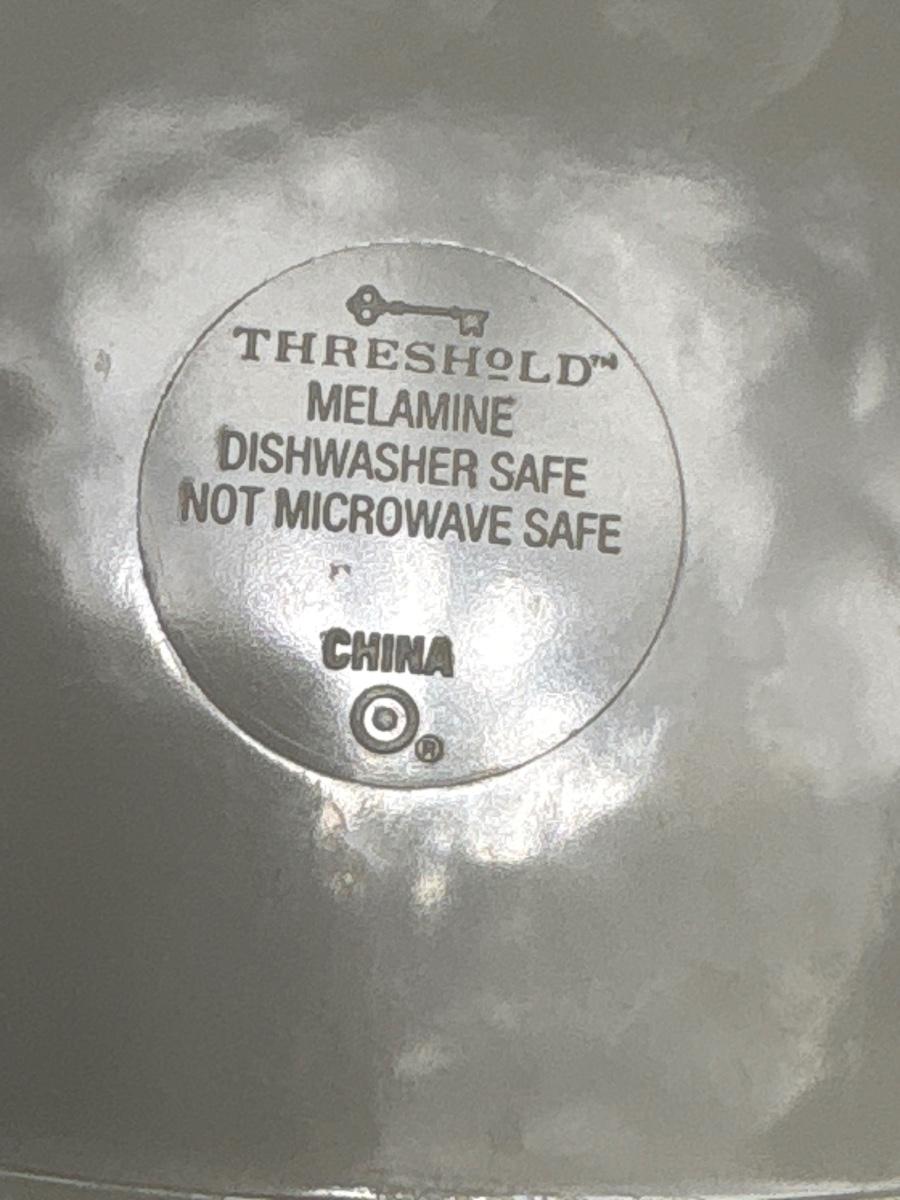 THRESHOLD™
MELAMINE
DISHWASHER SAFE
NOT MICROWAVE SAFE
CHINA
®